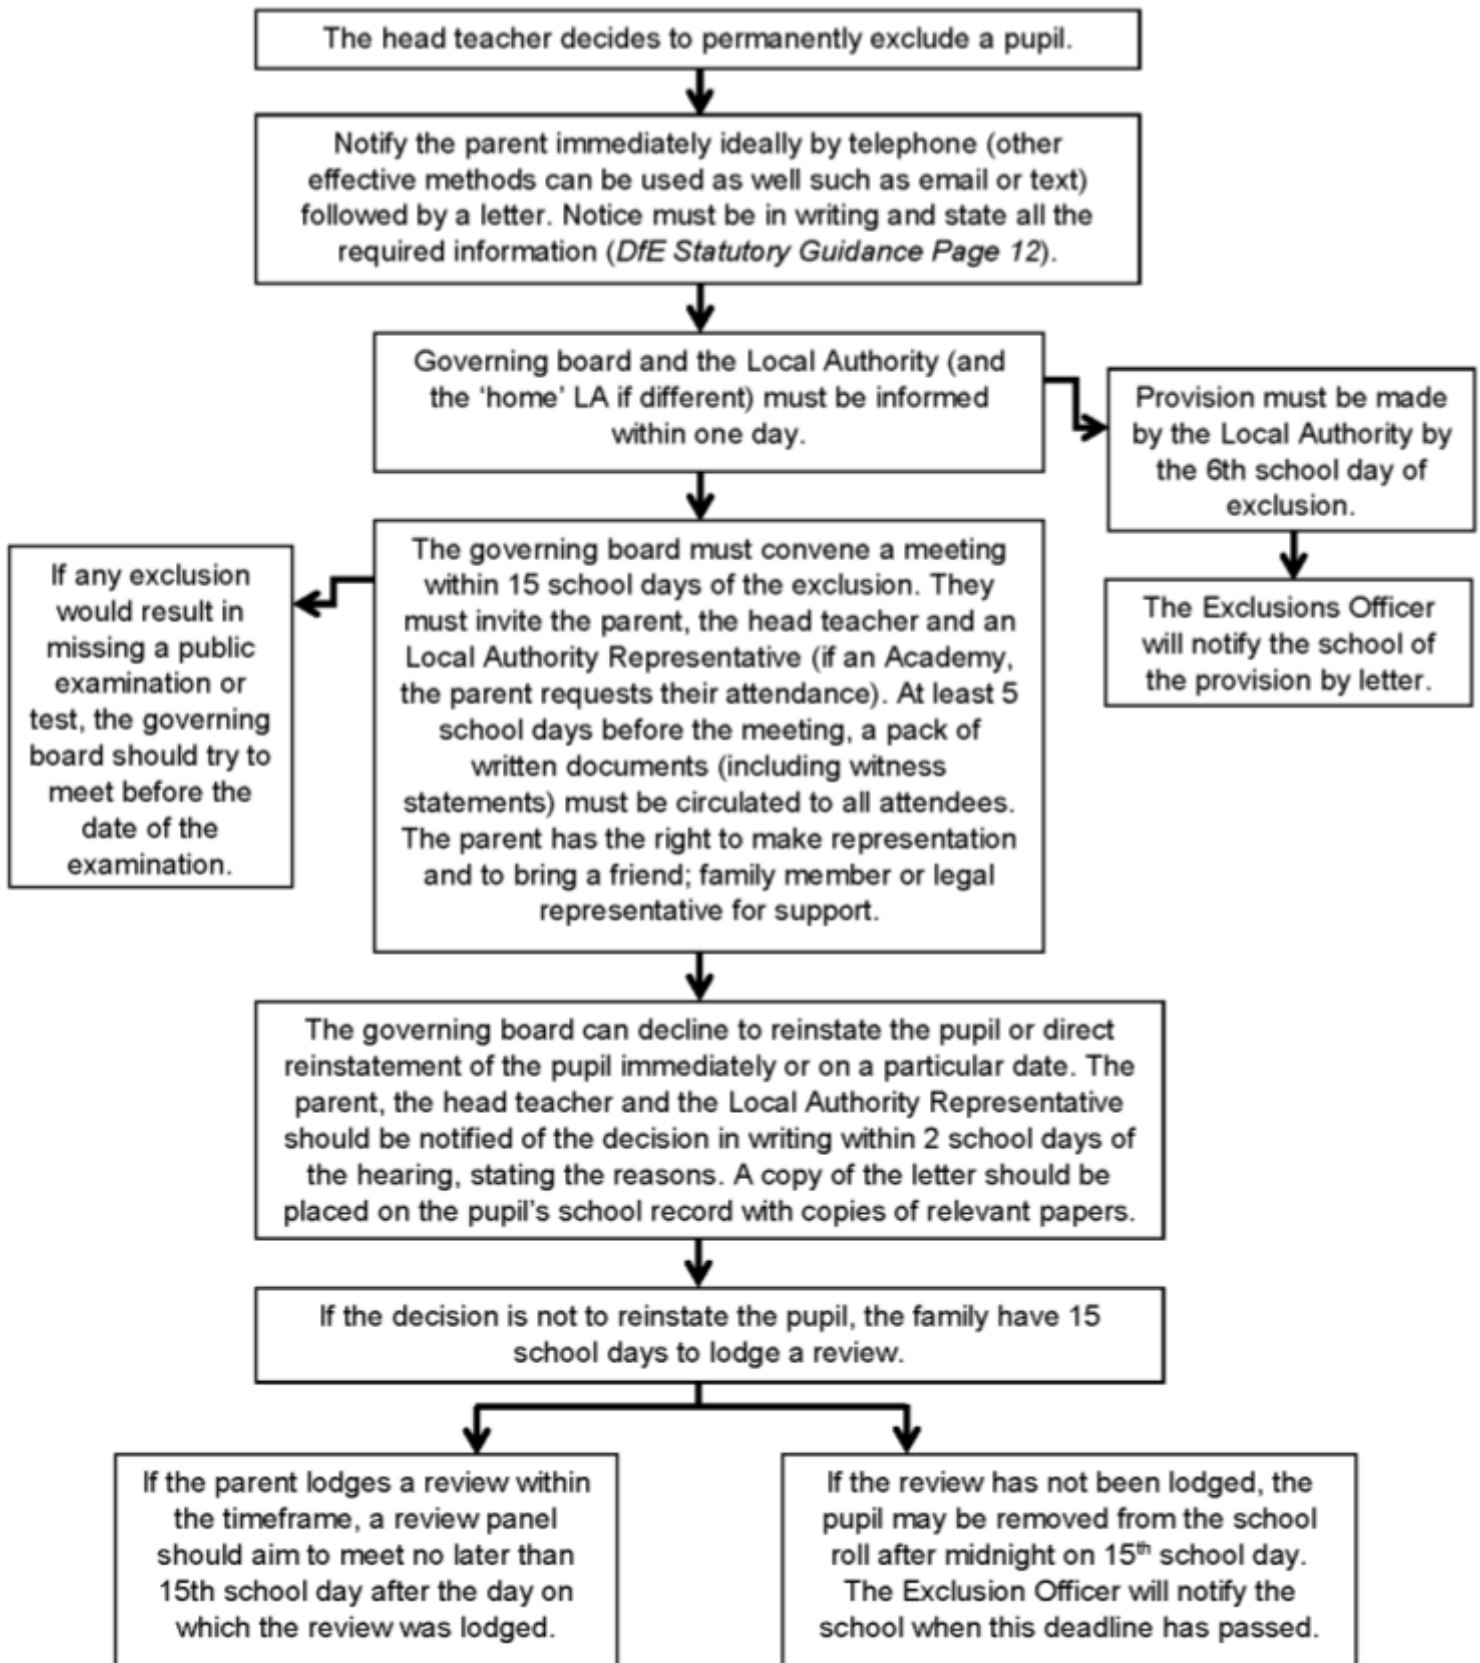 The head teacher decides to permanently exclude a pupil.
Notify the parent immediately ideally by telephone (other
effective methods can be used as well such as email or text)
followed by a letter. Notice must be in writing and state all the
required information (DfE Statutory Guidance Page 12).
Governing board and the Local Authority (and
the ‘home’ LA if different) must be informed
within one day.
Provision must be made
by the Local Authority by
the 6th school day of
exclusion.
The Exclusions Officer
will notify the school of
the provision by letter.
The governing board must convene a meeting
within 15 school days of the exclusion. They
must invite the parent, the head teacher and an
Local Authority Representative (if an Academy,
the parent requests their attendance). At least 5
school days before the meeting, a pack of
written documents (including witness
statements) must be circulated to all attendees.
The parent has the right to make representation
and to bring a friend; family member or legal
representative for support.
If any exclusion
would result in
missing a public
examination or
test, the governing
board should try to
meet before the
date of the
examination.
The governing board can decline to reinstate the pupil or direct
reinstatement of the pupil immediately or on a particular date. The
parent, the head teacher and the Local Authority Representative
should be notified of the decision in writing within 2 school days of
the hearing, stating the reasons. A copy of the letter should be
placed on the pupil’s school record with copies of relevant papers.
If the decision is not to reinstate the pupil, the family have 15
school days to lodge a review.
If the parent lodges a review within
the timeframe, a review panel
should aim to meet no later than
15th school day after the day on
which the review was lodged.
If the review has not been lodged, the
pupil may be removed from the school
roll after midnight on 15th school day.
The Exclusion Officer will notify the
school when this deadline has passed.